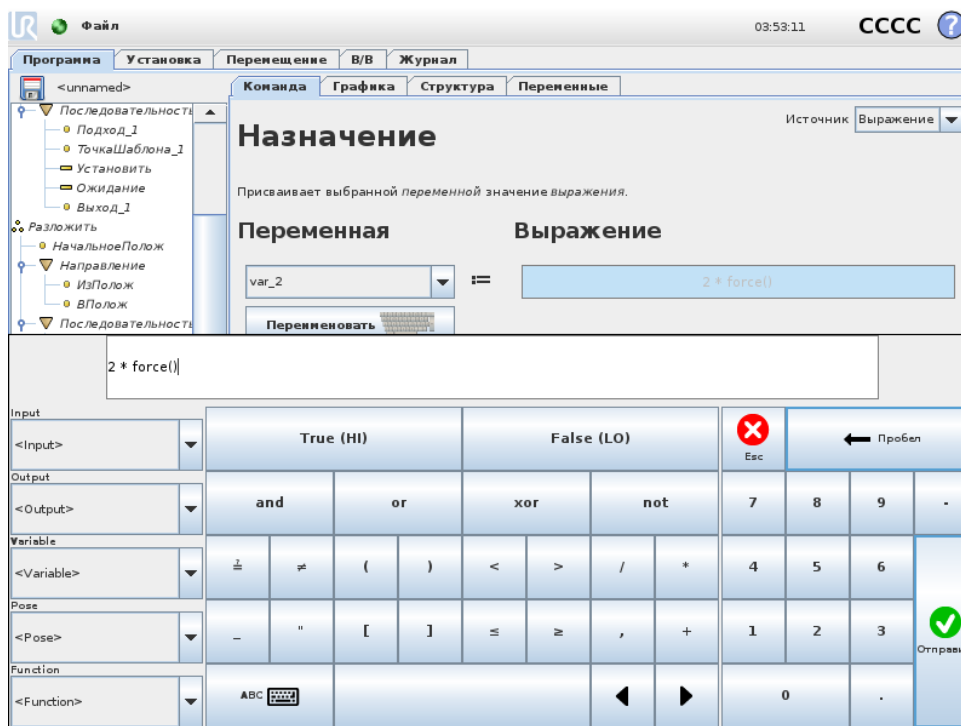 UR Файл 03:53:11 CCCC ?
Программа Установка Перемещение В/В Журнал
<unnamed> Команда Графика Структура Переменные
Последовательность
Подход_1
ТочкаШаблона_1
Установить
Ожидание
Выход_1
Разложить
НачальноеПолож
Направление
ИзПолож
ВПолож
Последовательность
Источник Выражение
Назначение
Присваивает выбранной переменной значение выражения.
Переменная Выражение
var_2 := 2 * force()
Переименовать
2 * force()
Input
<Input> True (HI) False (LO) Esc Пробел
Output
<Output> and or xor not 7 8 9 -
Variable
<Variable> ≟ ≠ ( ) < > / * 4 5 6
Pose
<Pose> _ " [ ] ≤ ≥ , + 1 2 3 Отправи
Function
<Function> ABC 0 .